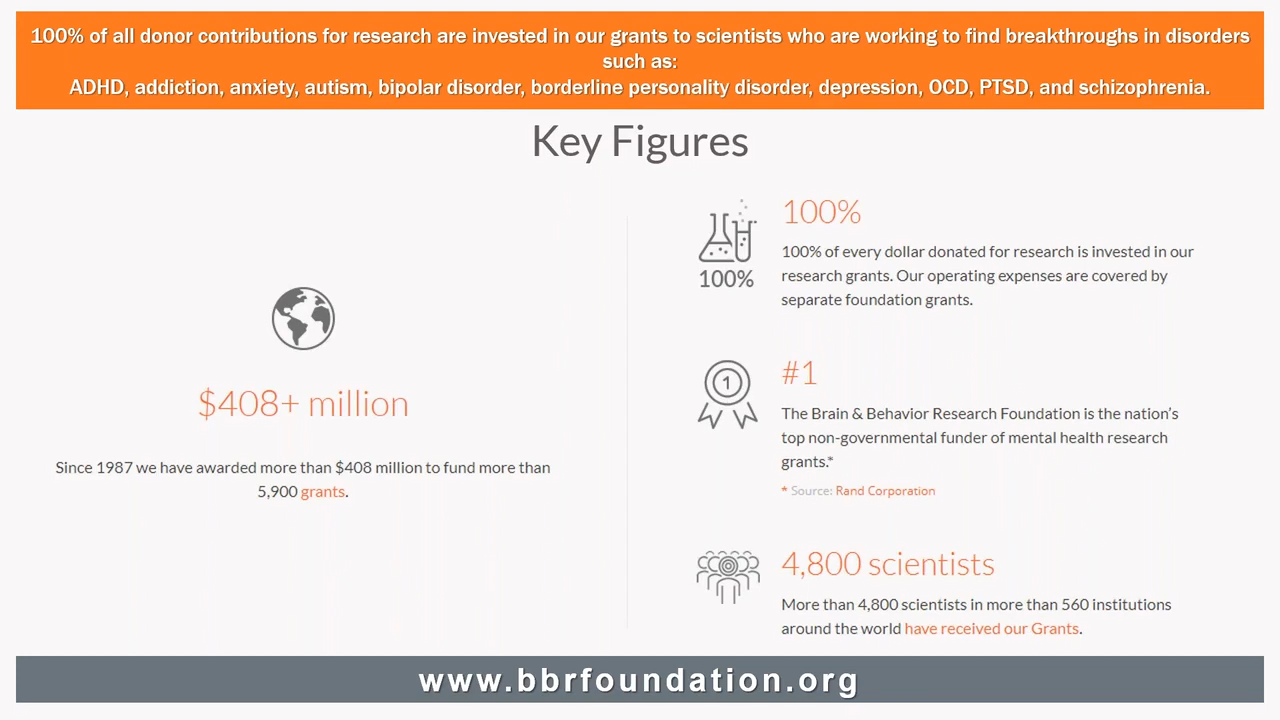 100% of all donor contributions for research are invested in our grants to scientists who are working to find breakthroughs in disorders
such as:
ADHD, addiction, anxiety, autism, bipolar disorder, borderline personality disorder, depression, OCD, PTSD, and schizophrenia.
Key Figures
$408+ million
Since 1987 we have awarded more than $408 million to fund more than
5,900 grants.
100%
100%
100% of every dollar donated for research is invested in our
research grants. Our operating expenses are covered by
separate foundation grants.
1
#1
The Brain & Behavior Research Foundation is the nation's
top non-governmental funder of mental health research
grants.*
* Source: Rand Corporation
4,800 scientists
More than 4,800 scientists in more than 560 institutions
around the world have received our Grants.
www.bbrfoundation.org